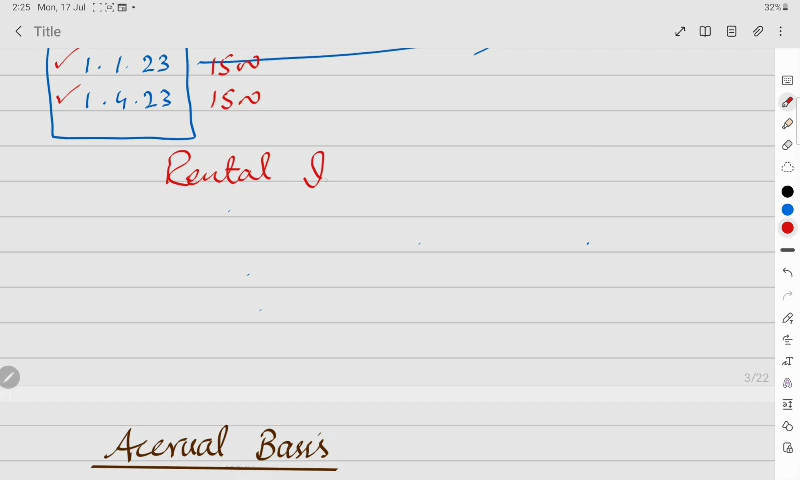 2:25 Mon, 17 Jul
32%
Title
1. 1. 23 1500
1. 4. 23 1500
Rental I
3/22
Accrual Basis